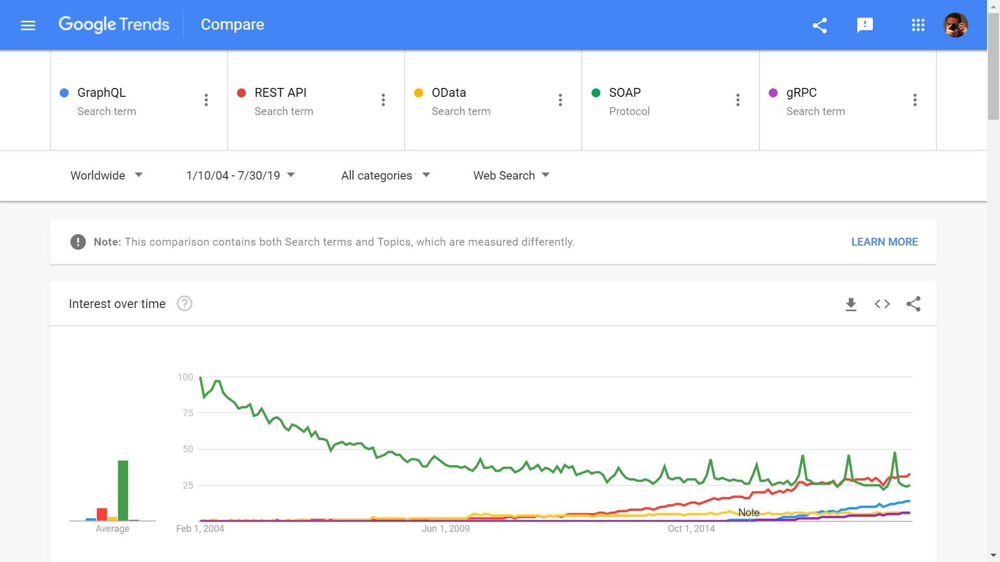 Google Trends Compare
GraphQL
Search term
REST API
Search term
OData
Search term
SOAP
Protocol
gRPC
Search term
Worldwide 1/10/04 - 7/30/19 All categories Web Search
Note: This comparison contains both Search terms and Topics, which are measured differently. LEARN MORE
Interest over time
100
75
50
25
Note
Average Feb 1, 2004 Jun 1, 2009 Oct 1, 2014